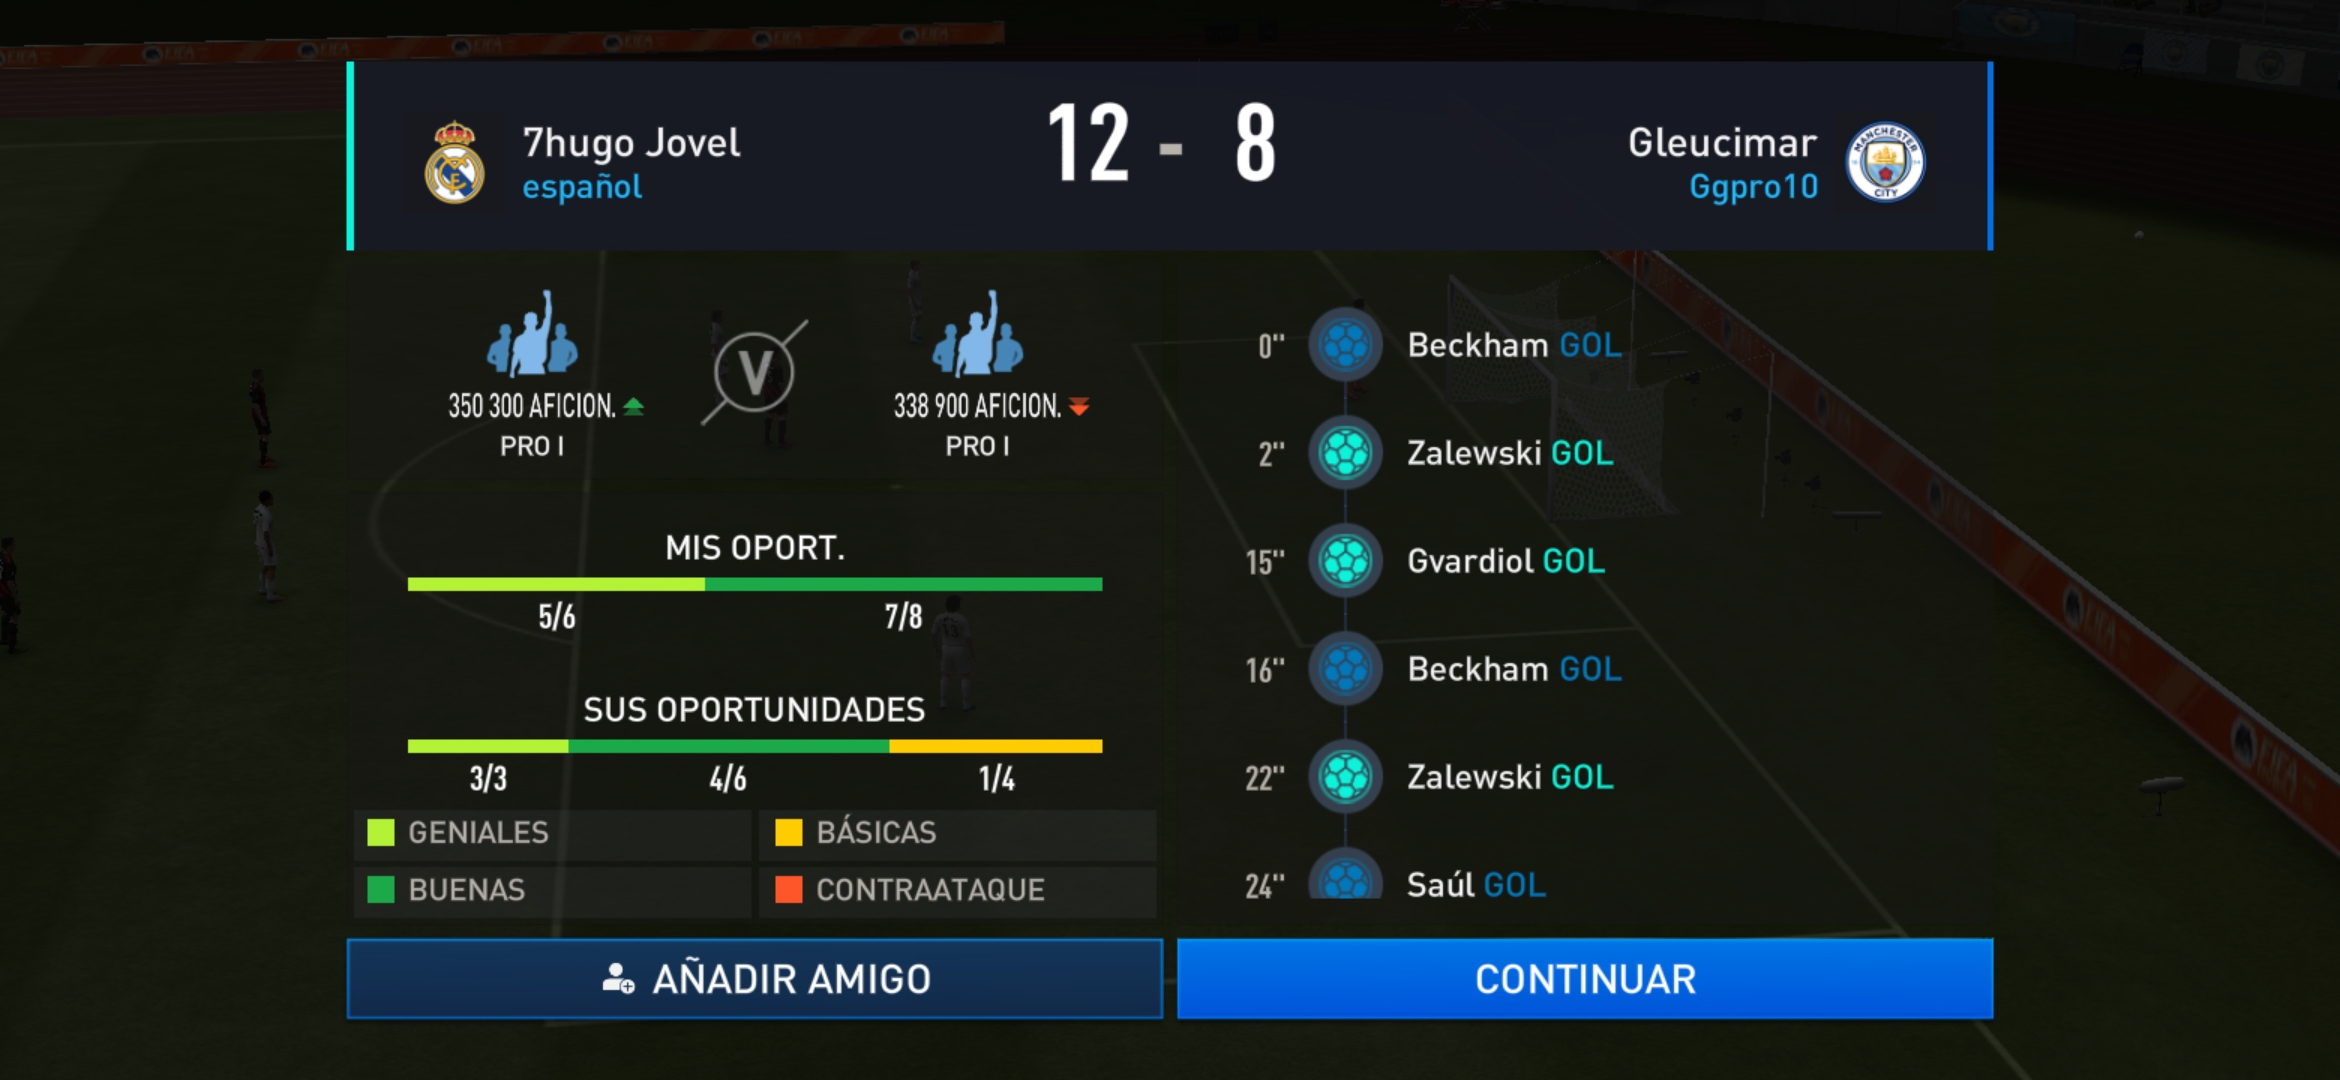 7hugo Jovel
español
12 - 8
Gleucimar
Ggpro10
MANCHESTER
CITY
350 300 AFICION.
PRO I
V
338 900 AFICION.
PRO I
MIS OPORT.
5/6
7/8
SUS OPORTUNIDADES
3/3
4/6
1/4
GENIALES
BÁSICAS
BUENAS
CONTRAATAQUE
0" Beckham GOL
2" Zalewski GOL
15" Gvardiol GOL
16" Beckham GOL
22" Zalewski GOL
24" Saúl GOL
AÑADIR AMIGO
CONTINUAR